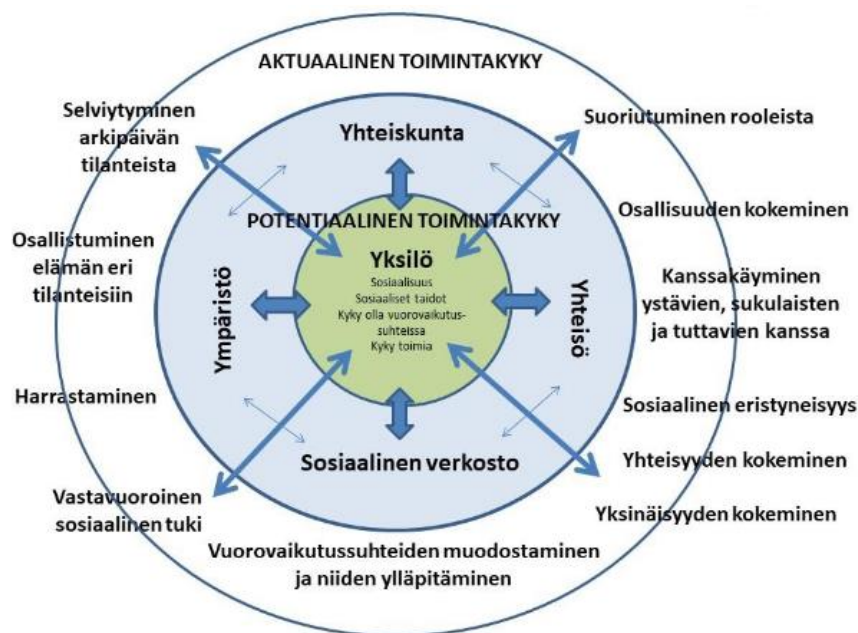 AKTUAALINEN TOIMINTAKYKY
Selviytyminen
arkipäivän
tilanteista
Yhteiskunta
Suoriutuminen rooleista
POTENTIAALINEN TOIMINTAKYKY
Osallisuuden kokeminen
Osallistuminen
elämän eri
tilanteisiin
Yksilö
Sosiaalisuus
Sosiaaliset taidot
Kyky olla vuorovaikutus-
suhteissa
Kyky toimia
Ympäristö
Yhteisö
Kanssakäyminen
ystävien, sukulaisten
ja tuttavien kanssa
Harrastaminen
Sosiaalinen eristyneisyys
Sosiaalinen verkosto
Yhteisyyden kokeminen
Vastavuoroinen
sosiaalinen tuki
Yksinäisyyden kokeminen
Vuorovaikutussuhteiden muodostaminen
ja niiden ylläpitäminen